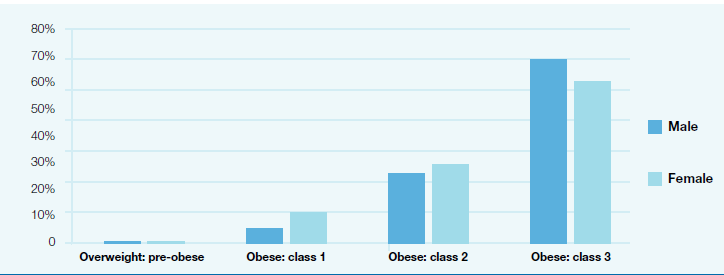 80%
70%
60%
50%
40%
30%
20%
10%
0
Overweight: pre-obese
Obese: class 1
Obese: class 2
Obese: class 3
Male
Female